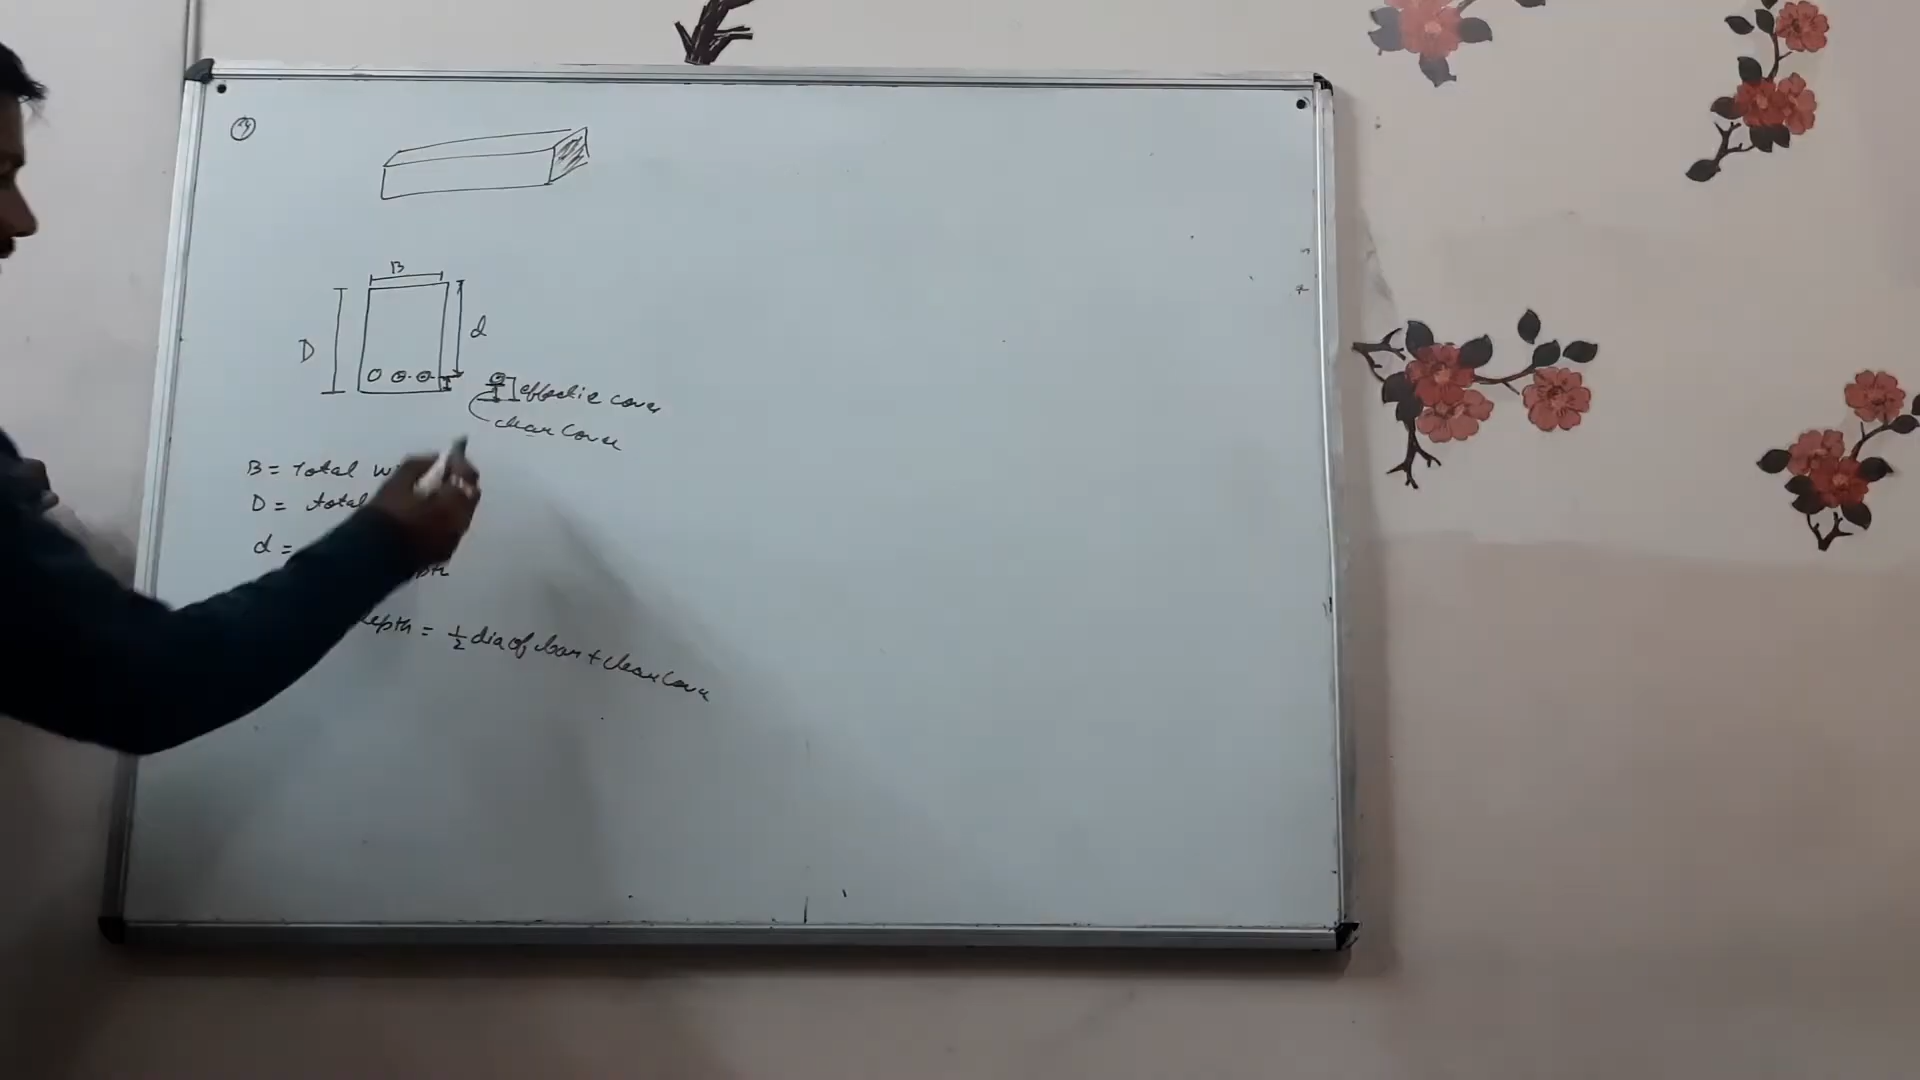 B
D
d
effective cover
clear cover
B = Total
D = total
d =
depth = 1/2 dia of bar + clear cover